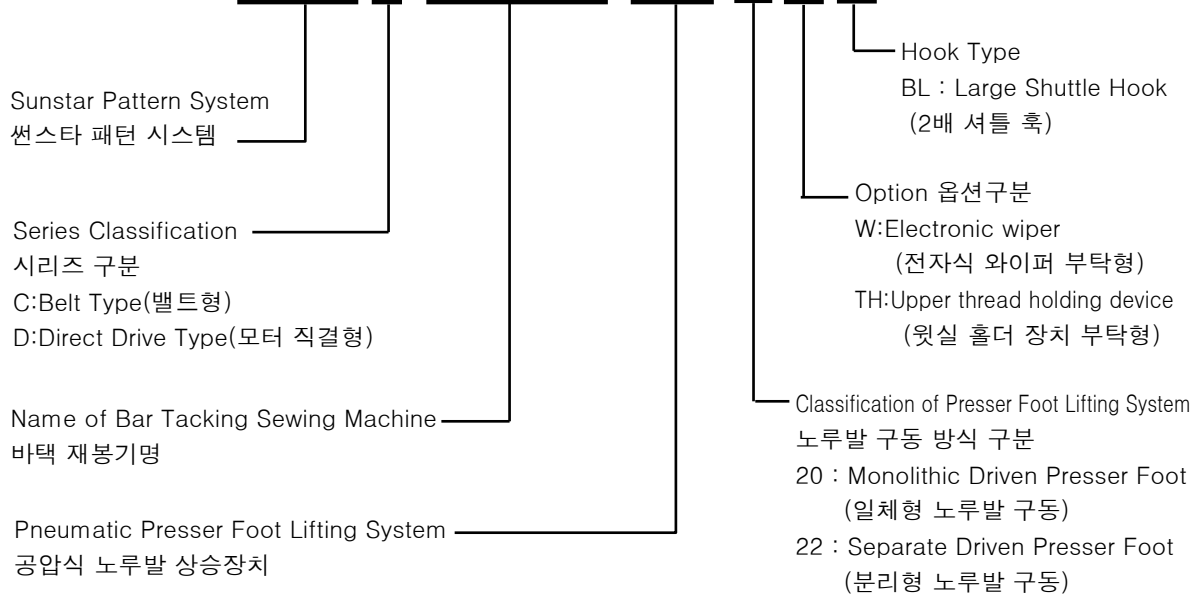 Sunstar Pattern System
썬스타 패턴 시스템
Series Classification
시리즈 구분
C:Belt Type(밸트형)
D:Direct Drive Type(모터 직결형)
Name of Bar Tacking Sewing Machine
바택 재봉기명
Pneumatic Presser Foot Lifting System
공압식 노루발 상승장치
Hook Type
BL : Large Shuttle Hook
(2배 셔틀 훅)
Option 옵션구분
W:Electronic wiper
(전자식 와이퍼 부탁형)
TH:Upper thread holding device
(윗실 홀더 장치 부탁형)
Classification of Presser Foot Lifting System
노루발 구동 방식 구분
20 : Monolithic Driven Presser Foot
(일체형 노루발 구동)
22 : Separate Driven Presser Foot
(분리형 노루발 구동)